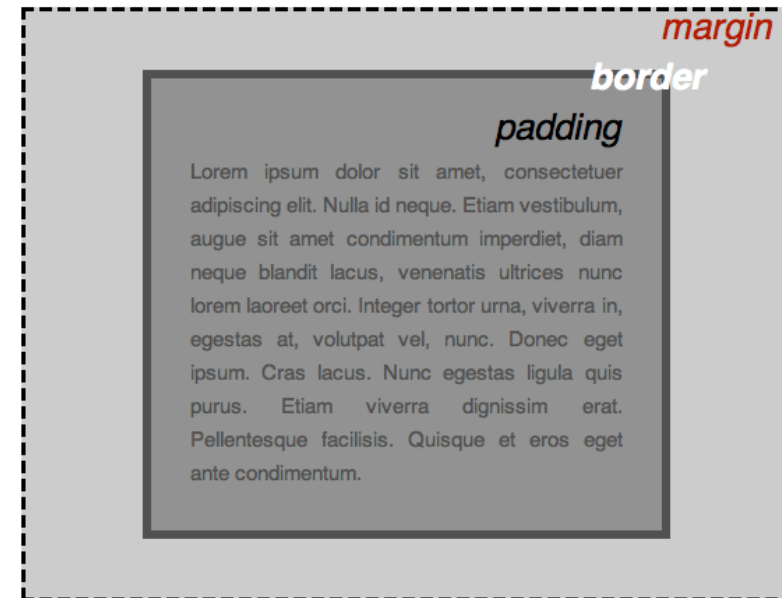 margin
border
padding
Lorem ipsum dolor sit amet, consectetuer
adipiscing elit. Nulla id neque. Etiam vestibulum,
augue sit amet condimentum imperdiet, diam
neque blandit lacus, venenatis ultrices nunc
lorem laoreet orci. Integer tortor urna, viverra in,
egestas at, volutpat vel, nunc. Donec eget
ipsum. Cras lacus. Nunc egestas ligula quis
purus. Etiam viverra dignissim erat.
Pellentesque facilisis. Quisque et eros eget
ante condimentum.